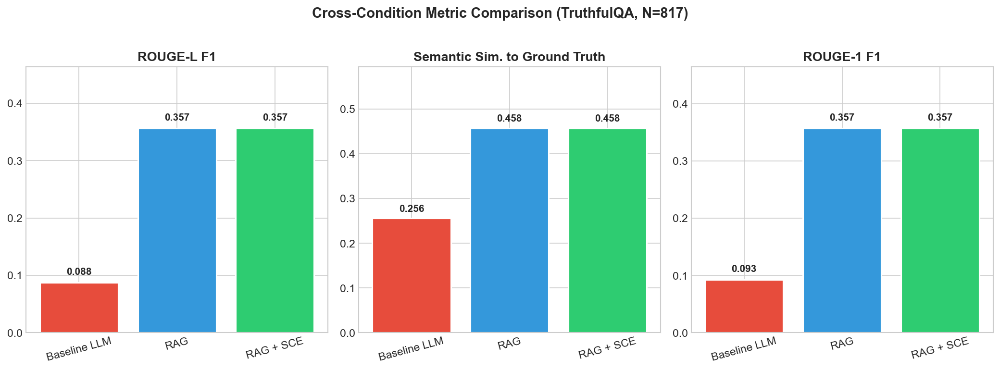 Cross-Condition Metric Comparison (TruthfulQA, N=817)
ROUGE-L F1
0.4
0.3
0.2
0.1
0.0
0.088
0.357
0.357
Baseline LLM
RAG
RAG + SCE
Semantic Sim. to Ground Truth
0.5
0.4
0.3
0.2
0.1
0.0
0.256
0.458
0.458
Baseline LLM
RAG
RAG + SCE
ROUGE-1 F1
0.4
0.3
0.2
0.1
0.0
0.093
0.357
0.357
Baseline LLM
RAG
RAG + SCE